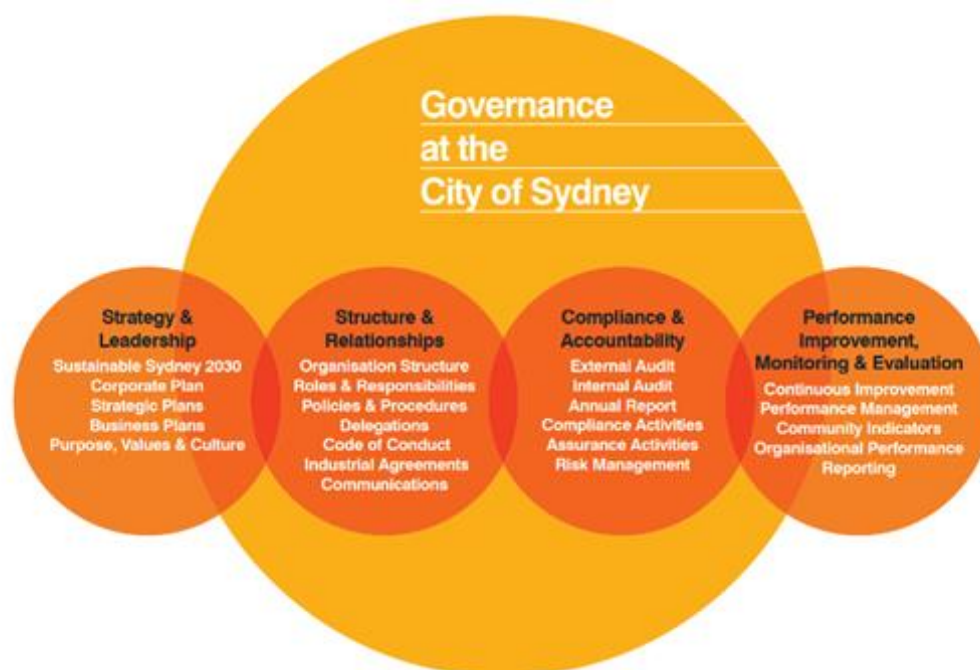 Governance
at the
City of Sydney
Strategy &
Leadership
Sustainable Sydney 2030
Corporate Plan
Strategic Plans
Business Plans
Purpose, Values & Culture
Structure &
Relationships
Organisation Structure
Roles & Responsibilities
Policies & Procedures
Delegations
Code of Conduct
Industrial Agreements
Communications
Compliance &
Accountability
External Audit
Internal Audit
Annual Report
Compliance Activities
Assurance Activities
Risk Management
Performance
Improvement,
Monitoring & Evaluation
Continuous Improvement
Performance Management
Community Indicators
Organisational Performance
Reporting